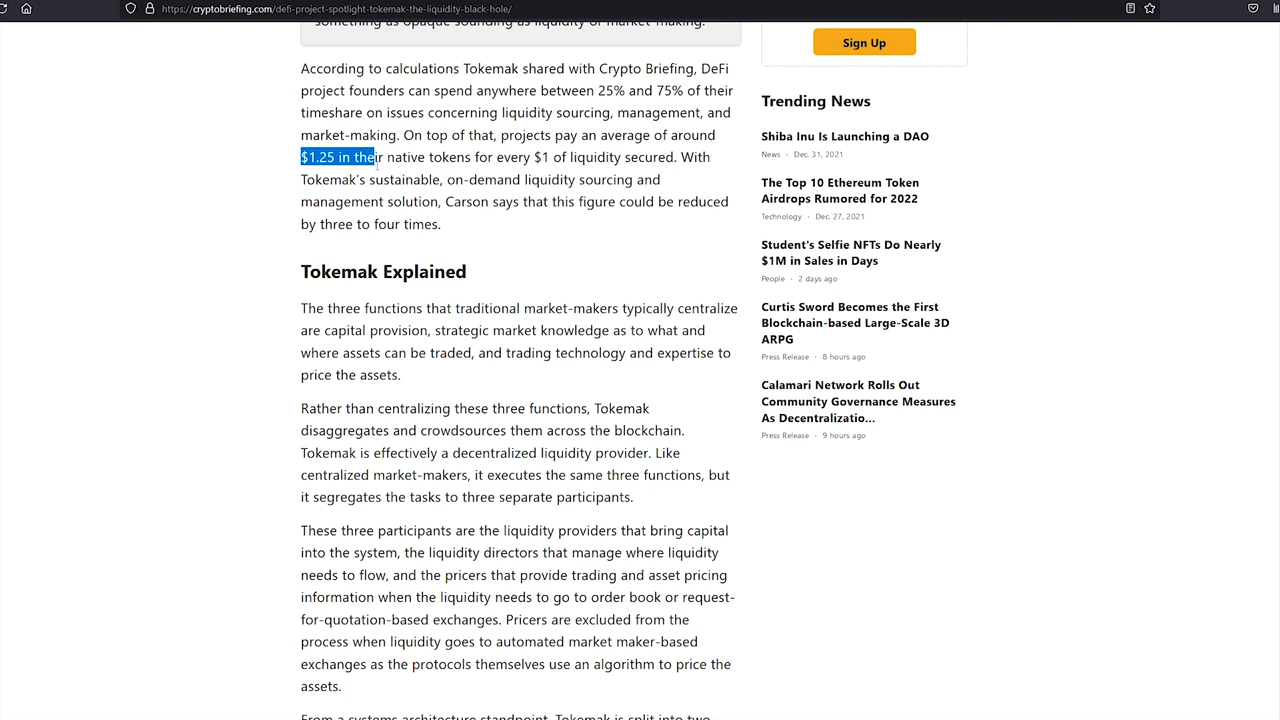 https://cryptobriefing.com/defi-project-spotlight-tokemak-the-liquidity-black-hole/
something as opaque sounding as liquidity or market-making.
According to calculations Tokemak shared with Crypto Briefing, DeFi
project founders can spend anywhere between 25% and 75% of their
timeshare on issues concerning liquidity sourcing, management, and
market-making. On top of that, projects pay an average of around
$1.25 in their native tokens for every $1 of liquidity secured. With
Tokemak’s sustainable, on-demand liquidity sourcing and
management solution, Carson says that this figure could be reduced
by three to four times.
Tokemak Explained
The three functions that traditional market-makers typically centralize
are capital provision, strategic market knowledge as to what and
where assets can be traded, and trading technology and expertise to
price the assets.
Rather than centralizing these three functions, Tokemak
disaggregates and crowdsources them across the blockchain.
Tokemak is effectively a decentralized liquidity provider. Like
centralized market-makers, it executes the same three functions, but
it segregates the tasks to three separate participants.
These three participants are the liquidity providers that bring capital
into the system, the liquidity directors that manage where liquidity
needs to flow, and the pricers that provide trading and asset pricing
information when the liquidity needs to go to order book or request-
for-quotation-based exchanges. Pricers are excluded from the
process when liquidity goes to automated market maker-based
exchanges as the protocols themselves use an algorithm to price the
assets.
From a systems architecture standpoint, Tokemak is split into two
Sign Up
Trending News
Shiba Inu Is Launching a DAO
News · Dec. 31, 2021
The Top 10 Ethereum Token
Airdrops Rumored for 2022
Technology · Dec. 27, 2021
Student's Selfie NFTs Do Nearly
$1M in Sales in Days
People · 2 days ago
Curtis Sword Becomes the First
Blockchain-based Large-Scale 3D
ARPG
Press Release · 8 hours ago
Calamari Network Rolls Out
Community Governance Measures
As Decentralizatio...
Press Release · 9 hours ago